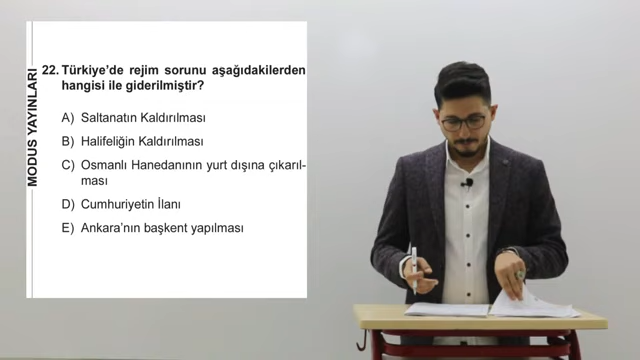 MODUS YAYINLARI
22. Türkiye'de rejim sorunu aşağıdakilerden
hangisi ile giderilmiştir?
A) Saltanatın Kaldırılması
B) Halifeliğin Kaldırılması
C) Osmanlı Hanedanının yurt dışına çıkarıl-
ması
D) Cumhuriyetin İlanı
E) Ankara'nın başkent yapılması